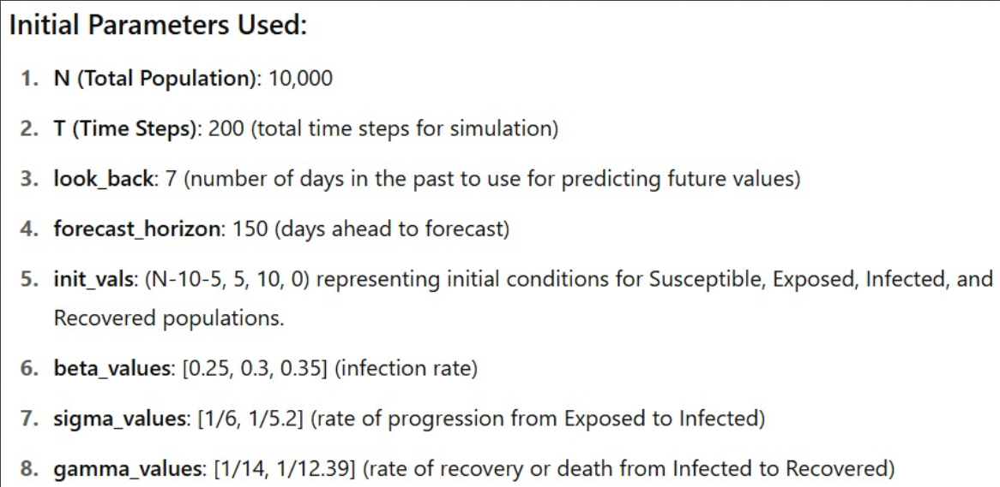 Initial Parameters Used:
1. N (Total Population): 10,000
2. T (Time Steps): 200 (total time steps for simulation)
3. look_back: 7 (number of days in the past to use for predicting future values)
4. forecast_horizon: 150 (days ahead to forecast)
5. init_vals: (N-10-5, 5, 10, 0) representing initial conditions for Susceptible, Exposed, Infected, and
Recovered populations.
6. beta_values: [0.25, 0.3, 0.35] (infection rate)
7. sigma_values: [1/6, 1/5.2] (rate of progression from Exposed to Infected)
8. gamma_values: [1/14, 1/12.39] (rate of recovery or death from Infected to Recovered)